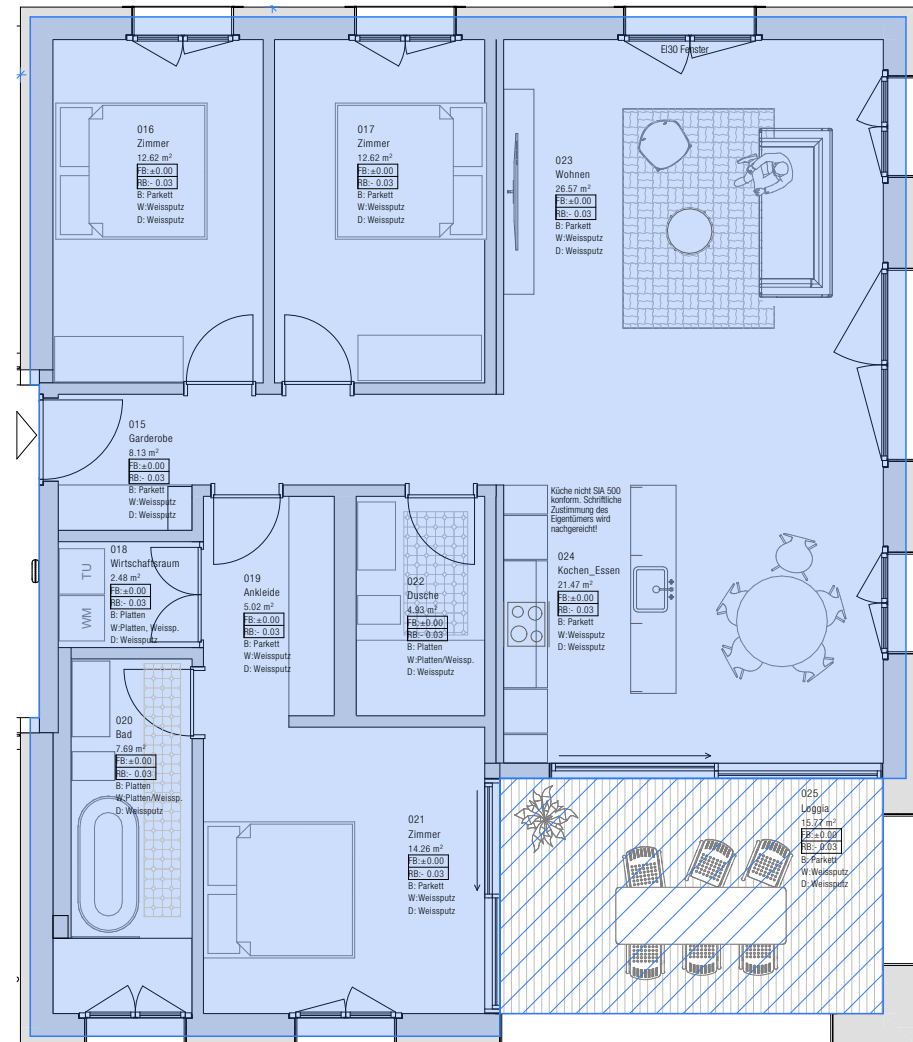 EI30 Fenster
016
Zimmer
12.62 m²
FB:±0.00
RB:- 0.03
B: Parkett
W:Weissputz
D: Weissputz
017
Zimmer
12.62 m²
FB:±0.00
RB:- 0.03
B: Parkett
W:Weissputz
D: Weissputz
023
Wohnen
26.57 m²
FB:±0.00
RB:- 0.03
B: Parkett
W:Weissputz
D: Weissputz
015
Garderobe
8.13 m²
FB:±0.00
RB:- 0.03
B: Parkett
W:Weissputz
D: Weissputz
Küche nicht SIA 500
konform. Schriftliche
Zustimmung des
Eigentümers wird
nachgereicht!
018
Wirtschaftsraum
2.48 m²
FB:±0.00
RB:- 0.03
B: Platten
W:Platten, Weissp.
D: Weissputz
TU
WM
019
Ankleide
5.02 m²
FB:±0.00
RB:- 0.03
B: Parkett
W:Weissputz
D: Weissputz
022
Dusche
4.93 m²
FB:±0.00
RB:- 0.03
B: Platten
W:Platten/Weissp.
D: Weissputz
024
Kochen_Essen
21.47 m²
FB:±0.00
RB:- 0.03
B: Parkett
W:Weissputz
D: Weissputz
020
Bad
7.69 m²
FB:±0.00
RB:- 0.03
B: Platten
W:Platten/Weissp.
D: Weissputz
021
Zimmer
14.26 m²
FB:±0.00
RB:- 0.03
B: Parkett
W:Weissputz
D: Weissputz
025
Loggia
15.77 m²
FB:±0.00
RB:- 0.03
B: Parkett
W:Weissputz
D: Weissputz